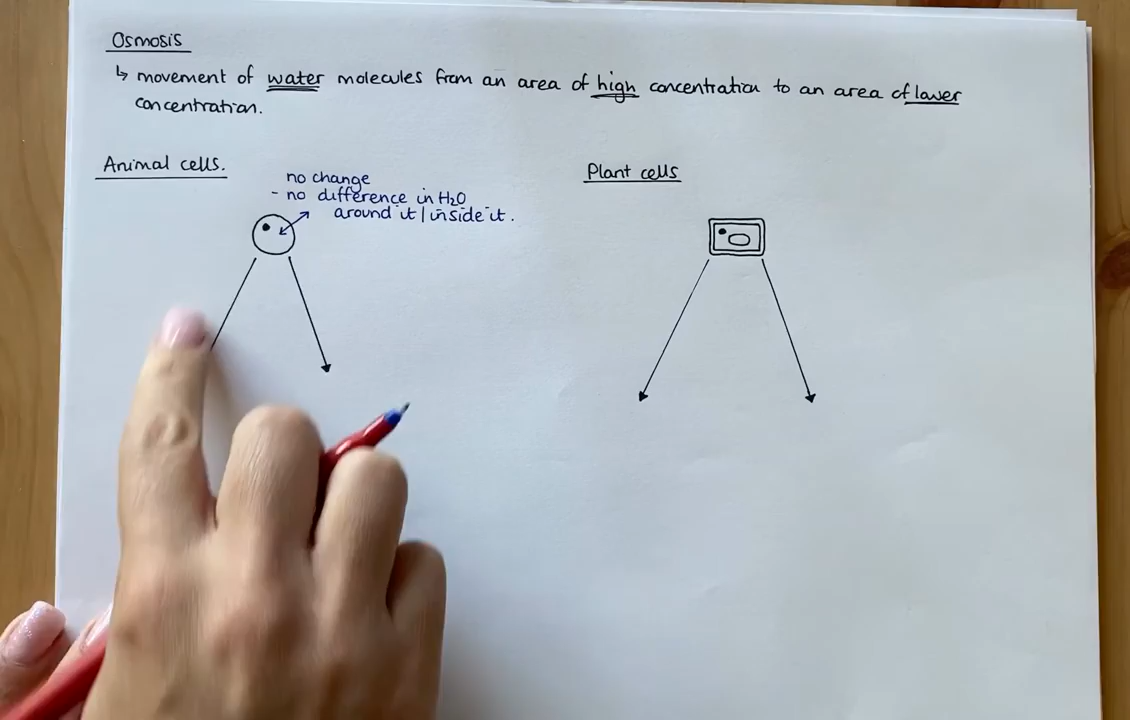 Osmosis
↳ movement of water molecules from an area of high concentration to an area of lower
concentration.
Animal cells.
no change
- no difference in H₂O
around it / inside it.
Plant cells